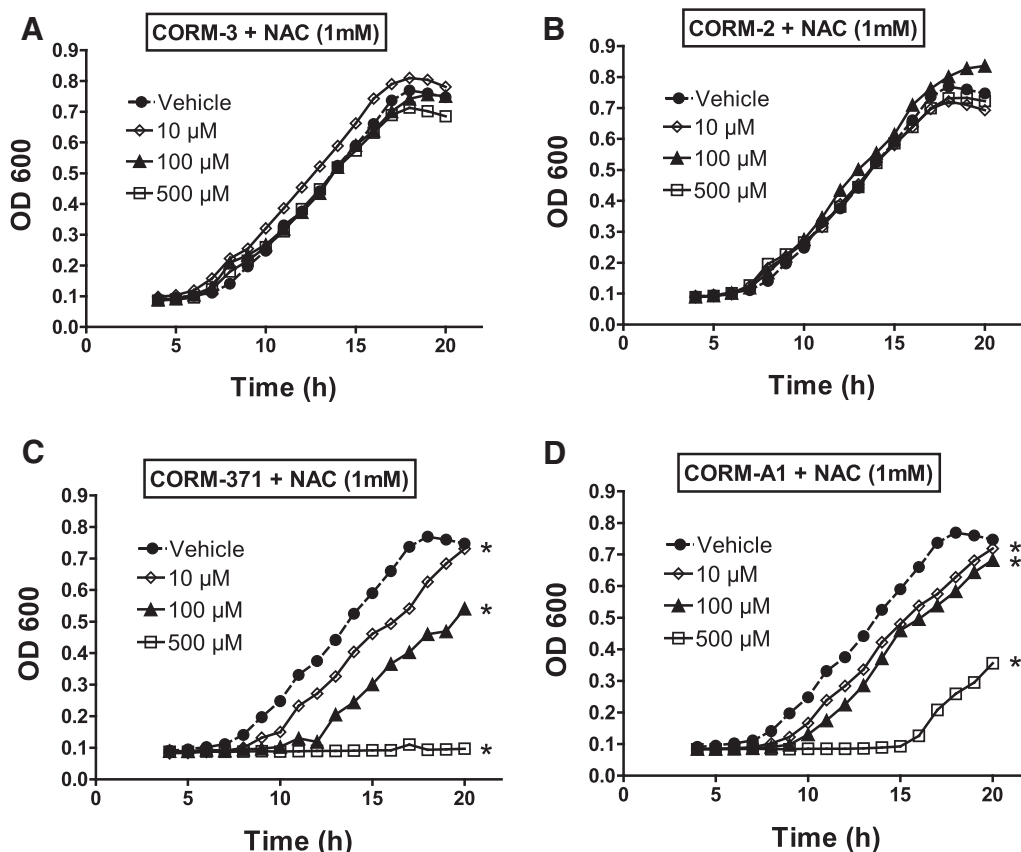 A
CORM-3 + NAC (1mM)
0.9
0.8
0.7
0.6
0.5
0.4
0.3
0.2
0.1
0.0
OD 600
Vehicle
10 µM
100 µM
500 µM
0 5 10 15 20
Time (h)
B
CORM-2 + NAC (1mM)
0.9
0.8
0.7
0.6
0.5
0.4
0.3
0.2
0.1
0.0
OD 600
Vehicle
10 µM
100 µM
500 µM
0 5 10 15 20
Time (h)
C
CORM-371 + NAC (1mM)
0.9
0.8
0.7
0.6
0.5
0.4
0.3
0.2
0.1
0.0
OD 600
Vehicle
10 µM
100 µM
500 µM
*
*
*
0 5 10 15 20
Time (h)
D
CORM-A1 + NAC (1mM)
0.9
0.8
0.7
0.6
0.5
0.4
0.3
0.2
0.1
0.0
OD 600
Vehicle
10 µM
100 µM
500 µM
*
*
*
0 5 10 15 20
Time (h)